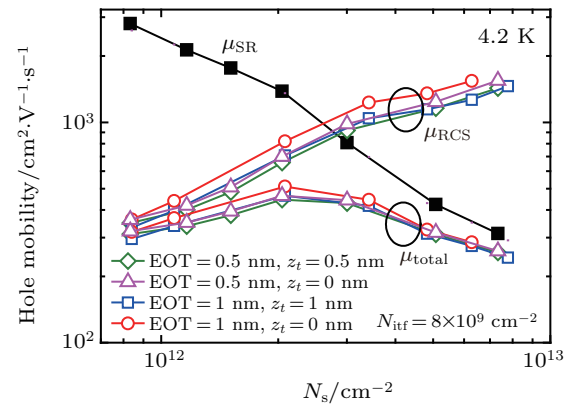 10³
10²
Hole mobility/cm²·V⁻¹·s⁻¹
4.2 K
μSR
μRCS
μtotal
EOT = 0.5 nm, zt = 0.5 nm
EOT = 0.5 nm, zt = 0 nm
EOT = 1 nm, zt = 1 nm
EOT = 1 nm, zt = 0 nm
Nitf = 8×10⁹ cm⁻²
10¹²
10¹³
Ns/cm⁻²